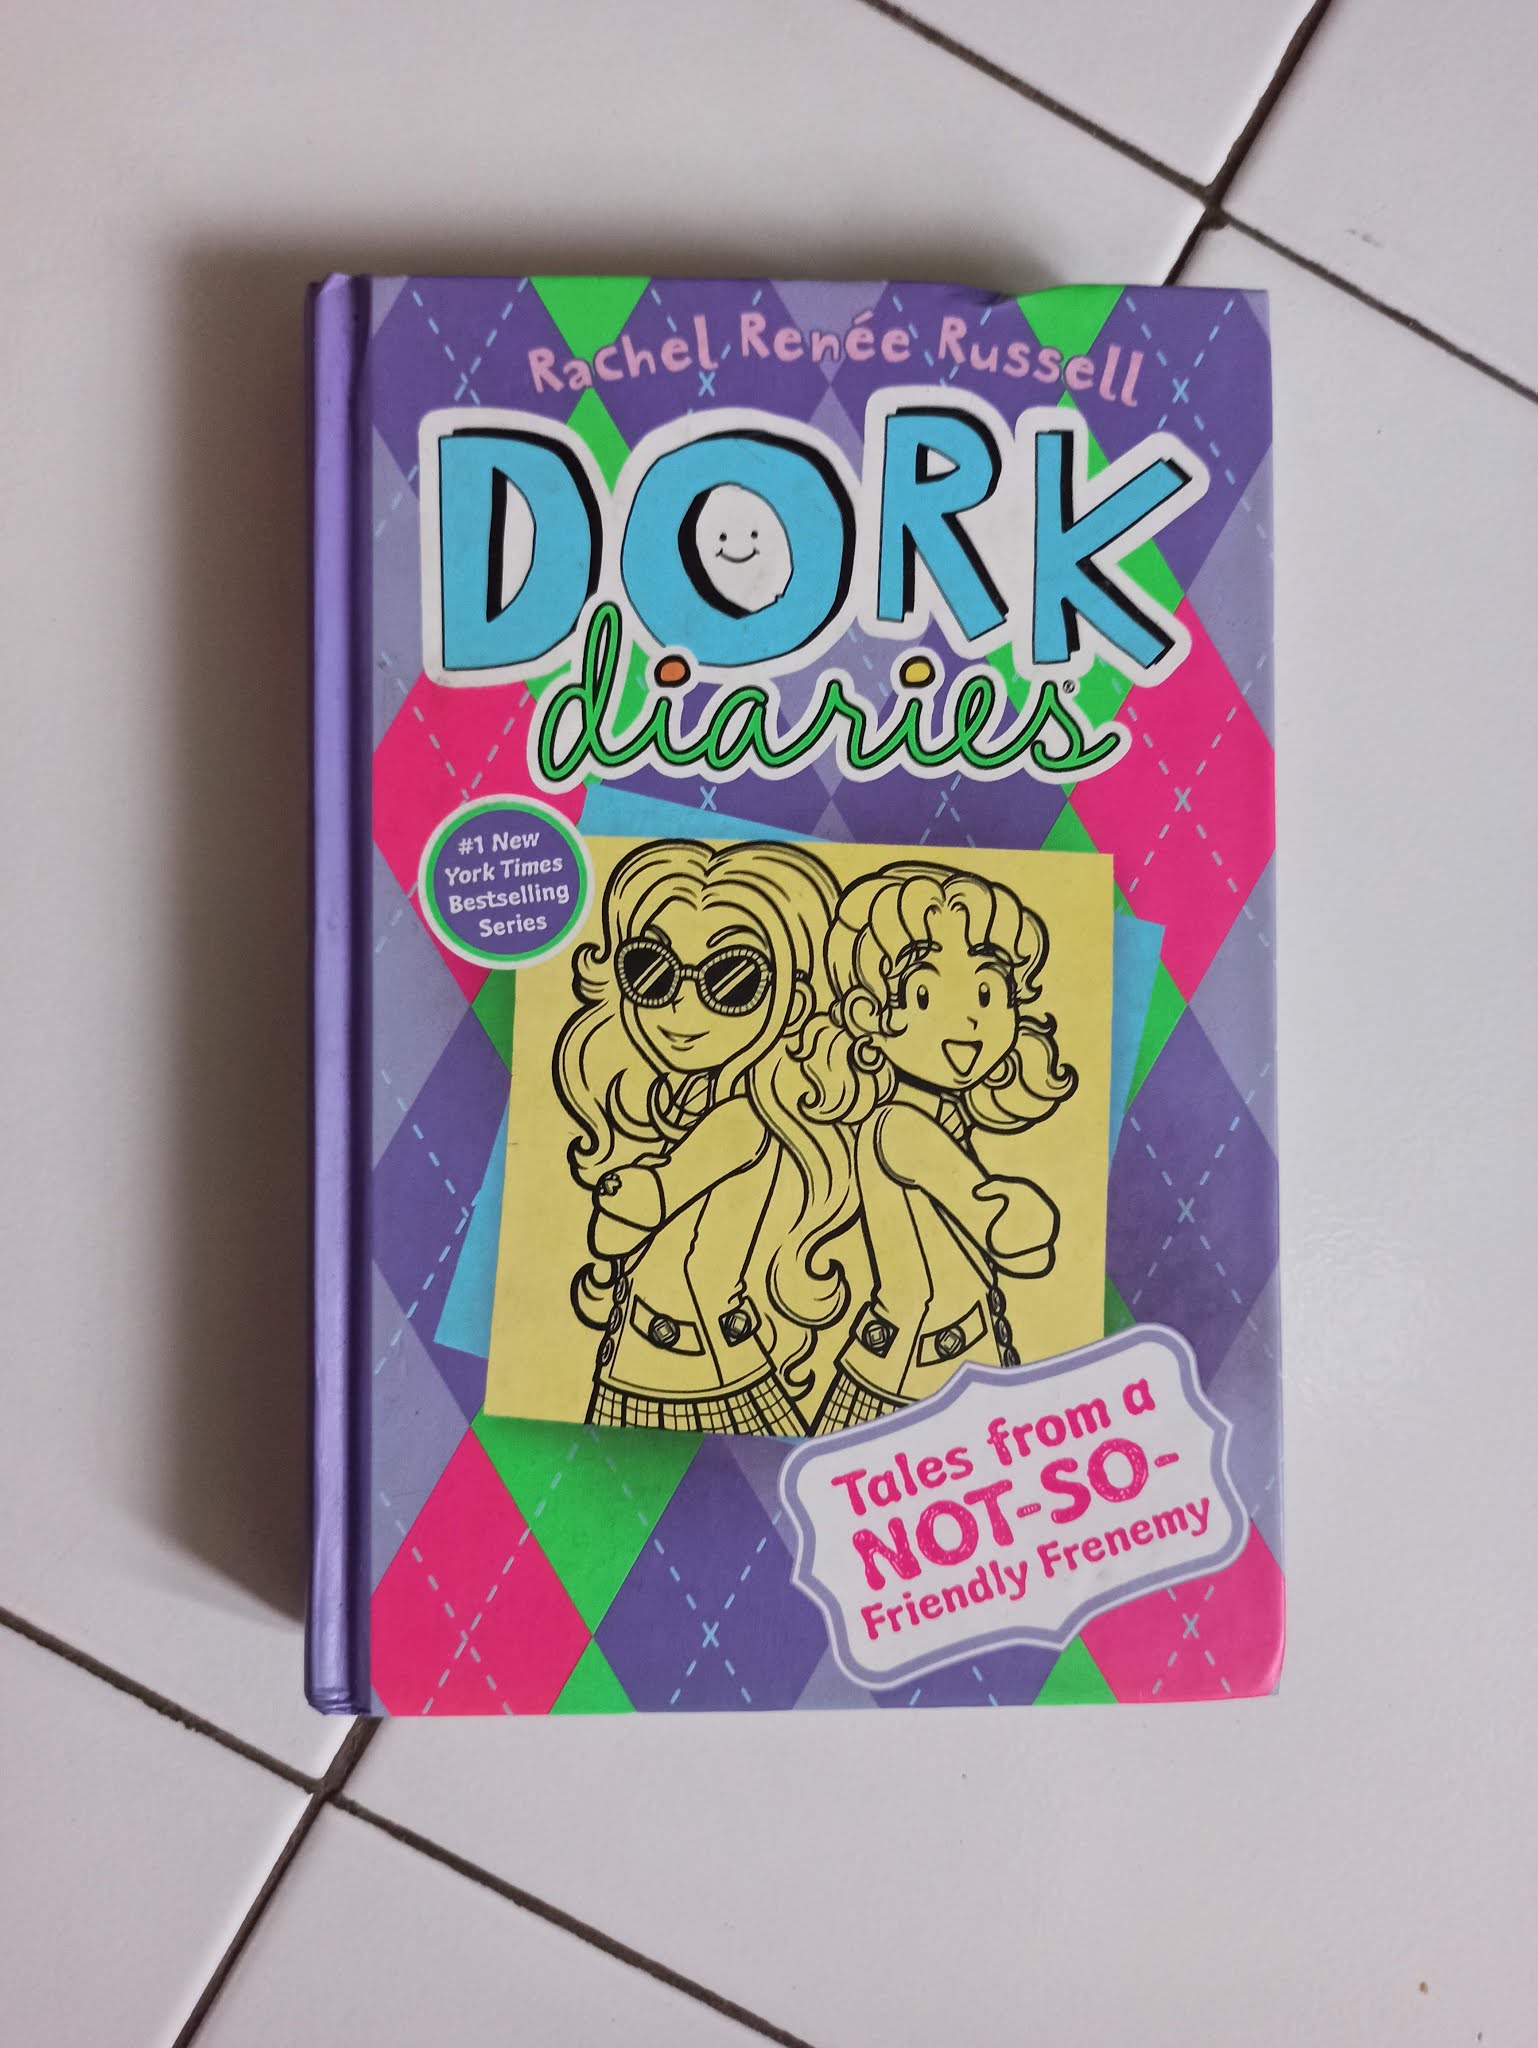 Rachel Renée Russell
DORK
diaries®
#1 New
York Times
Bestselling
Series
Tales from a
NOT-SO-
Friendly Frenemy